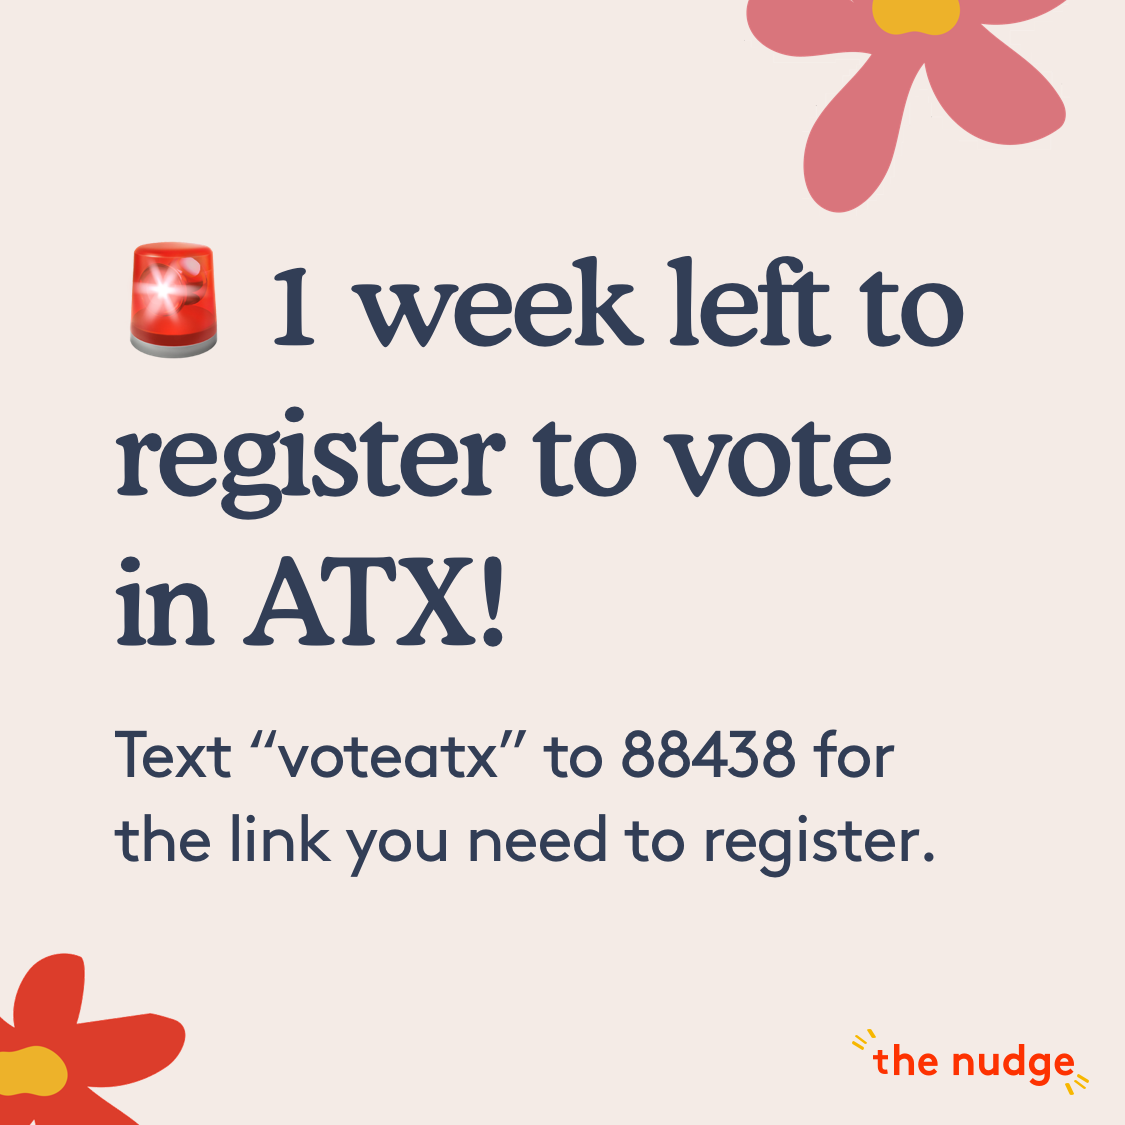 🚨 1 week left to
register to vote
in ATX!
Text “voteatx” to 88438 for
the link you need to register.
the nudge